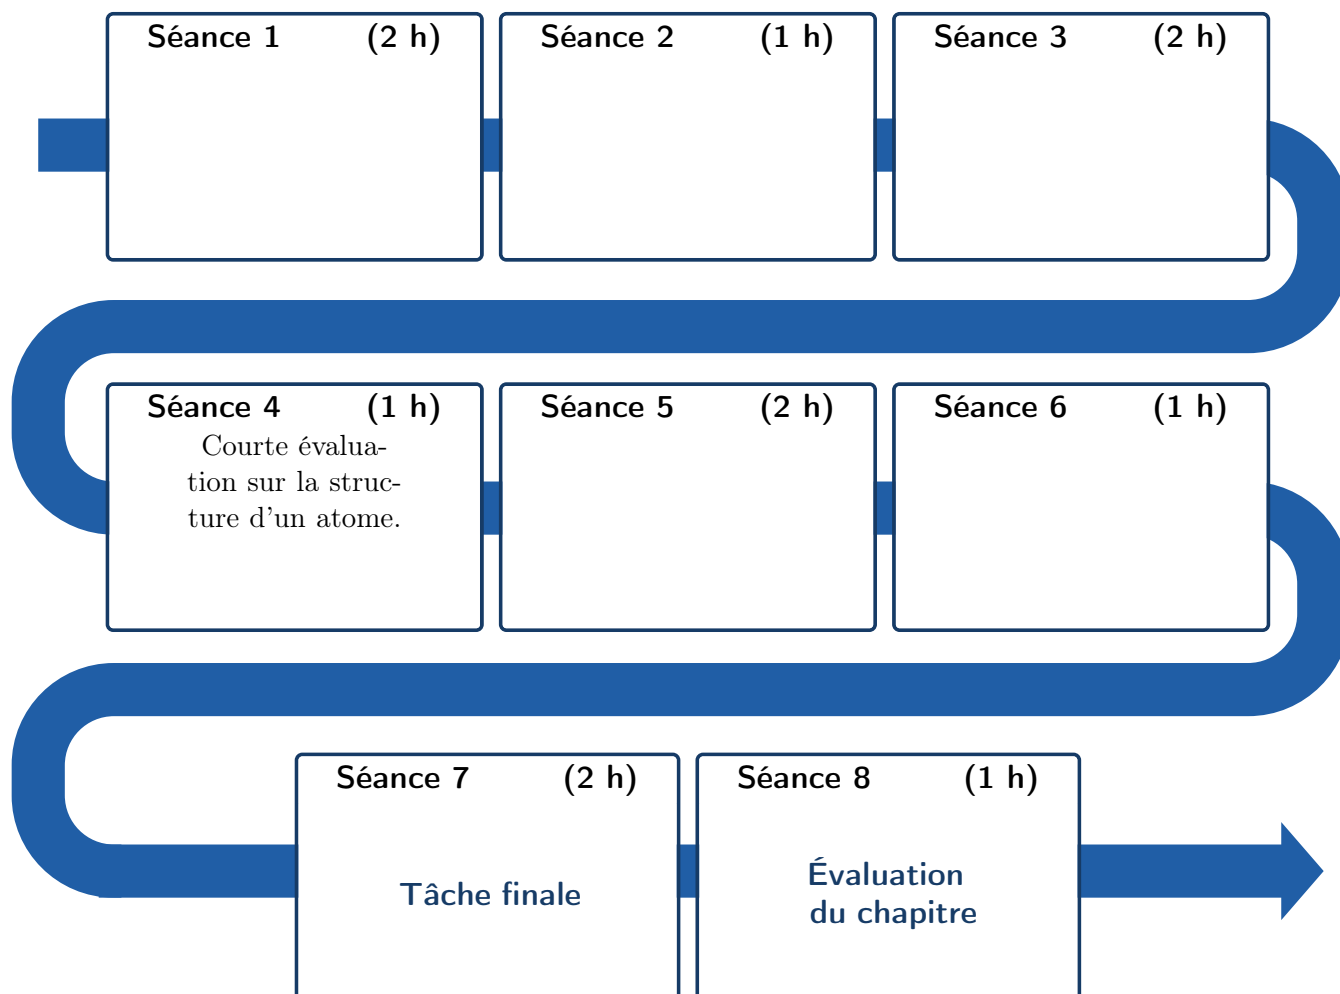 Séance 1 (2 h)
Séance 2 (1 h)
Séance 3 (2 h)
Séance 4 (1 h)
Courte évalua-
tion sur la struc-
ture d'un atome.
Séance 5 (2 h)
Séance 6 (1 h)
Séance 7 (2 h)
Tâche finale
Séance 8 (1 h)
Évaluation
du chapitre